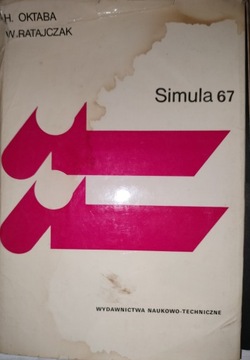 H. OKTABA
W. RATAJCZAK
Simula 67
WYDAWNICTWA NAUKOWO-TECHNICZNE